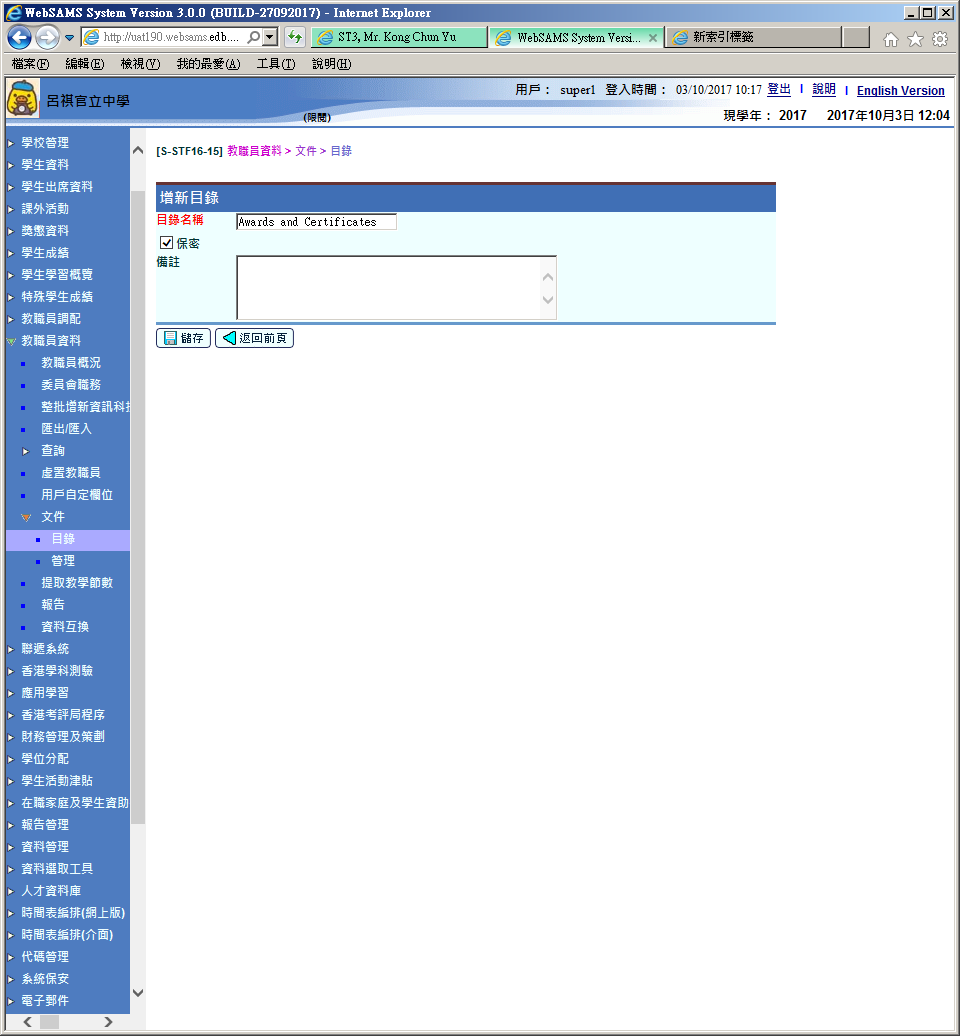 WebSAMS System Version 3.0.0 (BUILD-27092017) - Internet Explorer
http://uat190.websams.edb....
ST3, Mr. Kong Chun Yu
WebSAMS System Versi...
新索引標籤
檔案(F) 編輯(E) 檢視(V) 我的最愛(A) 工具(T) 說明(H)
呂祺官立中學
(限閱)
用戶： super1 登入時間： 03/10/2017 10:17 登出 | 說明 | English Version
現學年： 2017 2017年10月3日 12:04
學校管理
學生資料
學生出席資料
課外活動
獎懲資料
學生成績
學生學習概覽
特殊學生成績
教職員調配
教職員資料
教職員概況
委員會職務
整批增新資訊科技
匯出/匯入
查詢
虛置教職員
用戶自定欄位
文件
目錄
管理
提取教學節數
報告
資料互換
聯遞系統
香港學科測驗
應用學習
香港考評局程序
財務管理及策劃
學位分配
學生活動津貼
在職家庭及學生資助
報告管理
資料管理
資料選取工具
人才資料庫
時間表編排(網上版)
時間表編排(介面)
代碼管理
系統保安
電子郵件
[S-STF16-15] 教職員資料 > 文件 > 目錄
增新目錄
目錄名稱 Awards and Certificates
保密
備註
儲存 返回前頁